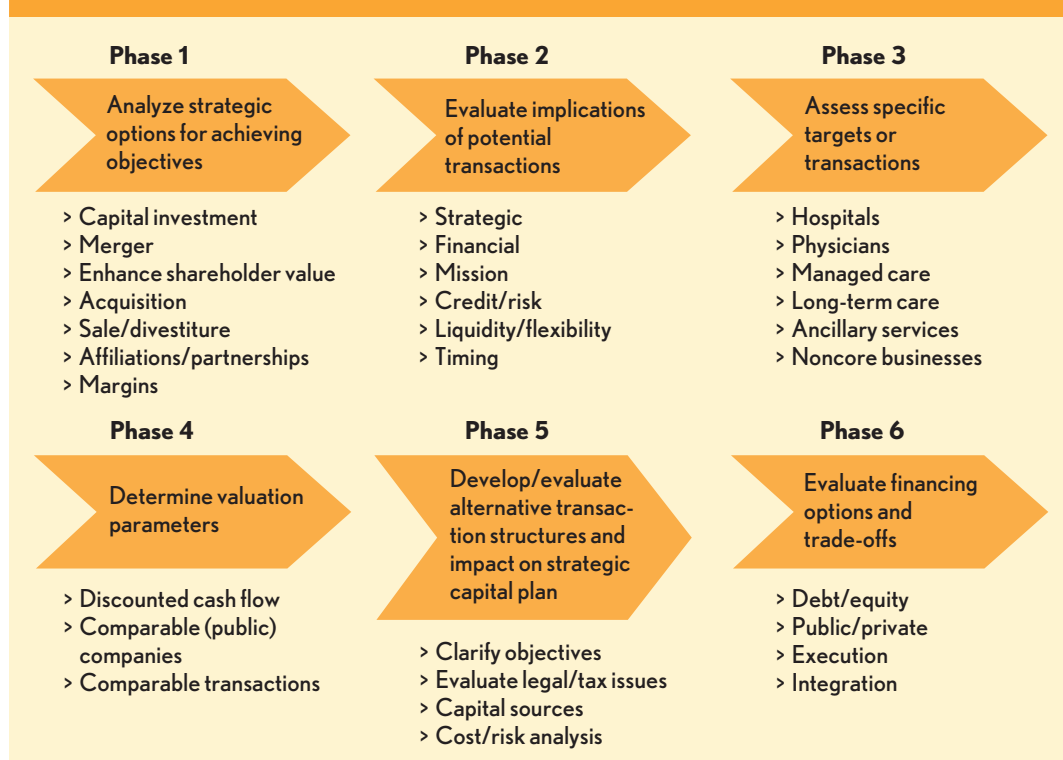 Phase 1
Analyze strategic
options for achieving
objectives
> Capital investment
> Merger
> Enhance shareholder value
> Acquisition
> Sale/divestiture
> Affiliations/partnerships
> Margins
Phase 2
Evaluate implications
of potential
transactions
> Strategic
> Financial
> Mission
> Credit/risk
> Liquidity/flexibility
> Timing
Phase 3
Assess specific
targets or
transactions
> Hospitals
> Physicians
> Managed care
> Long-term care
> Ancillary services
> Noncore businesses
Phase 4
Determine valuation
parameters
> Discounted cash flow
> Comparable (public)
companies
> Comparable transactions
Phase 5
Develop/evaluate
alternative transac-
tion structures and
impact on strategic
capital plan
> Clarify objectives
> Evaluate legal/tax issues
> Capital sources
> Cost/risk analysis
Phase 6
Evaluate financing
options and
trade-offs
> Debt/equity
> Public/private
> Execution
> Integration